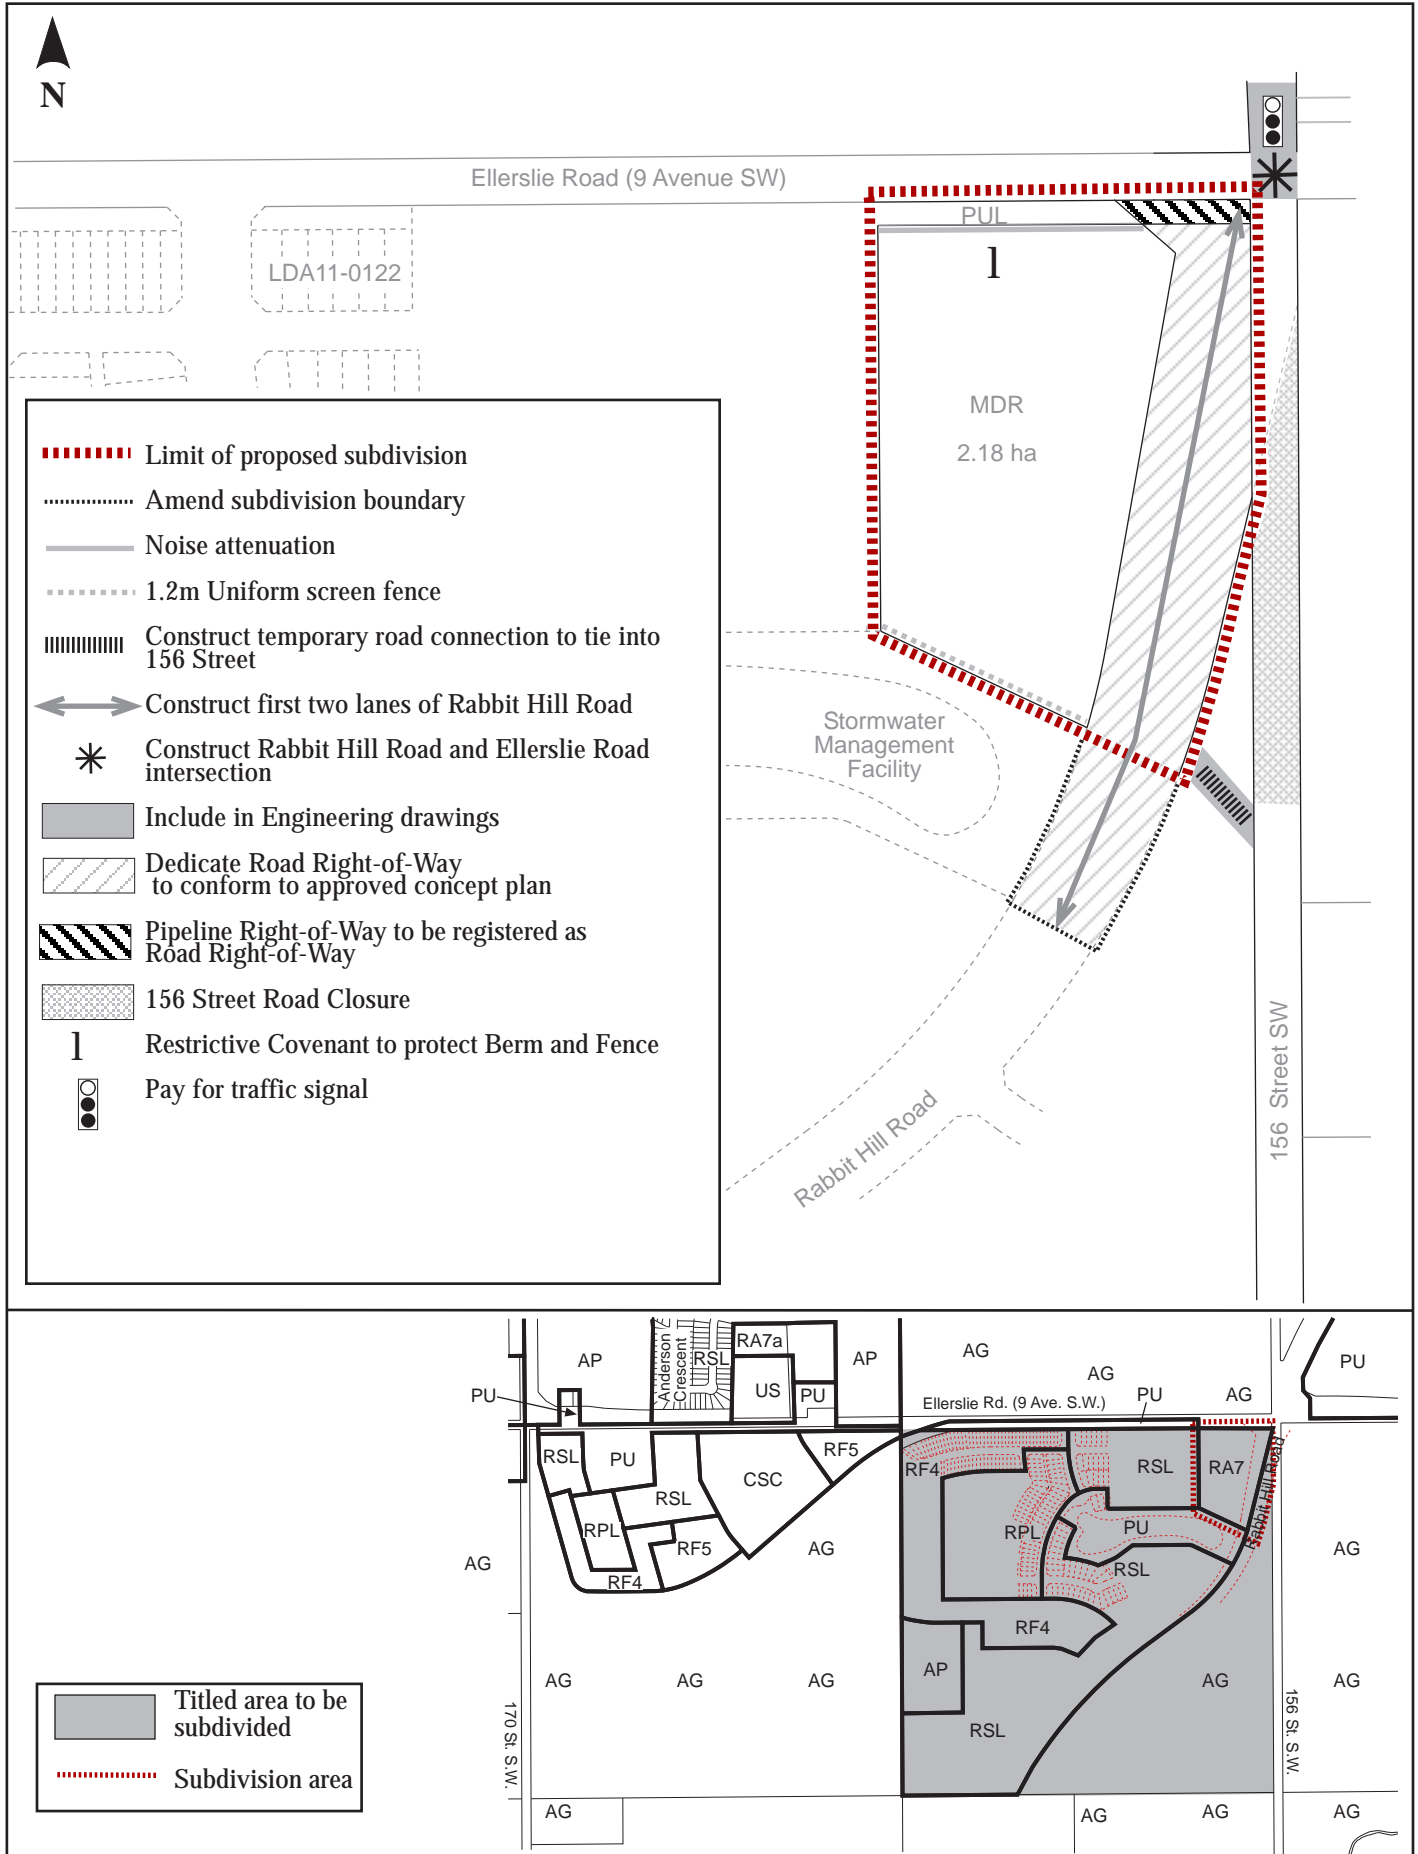 N
Ellerslie Road (9 Avenue SW)
PUL
l
LDA11-0122
MDR
2.18 ha
Limit of proposed subdivision
Amend subdivision boundary
Noise attenuation
1.2m Uniform screen fence
Construct temporary road connection to tie into
156 Street
Construct first two lanes of Rabbit Hill Road
Construct Rabbit Hill Road and Ellerslie Road
intersection
Include in Engineering drawings
Dedicate Road Right-of-Way
to conform to approved concept plan
Pipeline Right-of-Way to be registered as
Road Right-of-Way
156 Street Road Closure
l
Restrictive Covenant to protect Berm and Fence
Pay for traffic signal
Stormwater
Management
Facility
Rabbit Hill Road
156 Street SW
AP
Anderson
Crescent
RSL
RA7a
US
PU
AP
AG
AG
PU
AG
PU
PU
Ellerslie Rd. (9 Ave. S.W.)
RSL
PU
RSL
CSC
RF5
RPL
RF5
RF4
AG
AG
RF4
RSL
RA7
Rabbit Hill Road
RPL
PU
RSL
AG
RF4
AP
RSL
AG
AG
AG
AG
AG
AG
170 St. S.W.
156 St. S.W.
AG
AG
AG
AG
Titled area to be
subdivided
Subdivision area